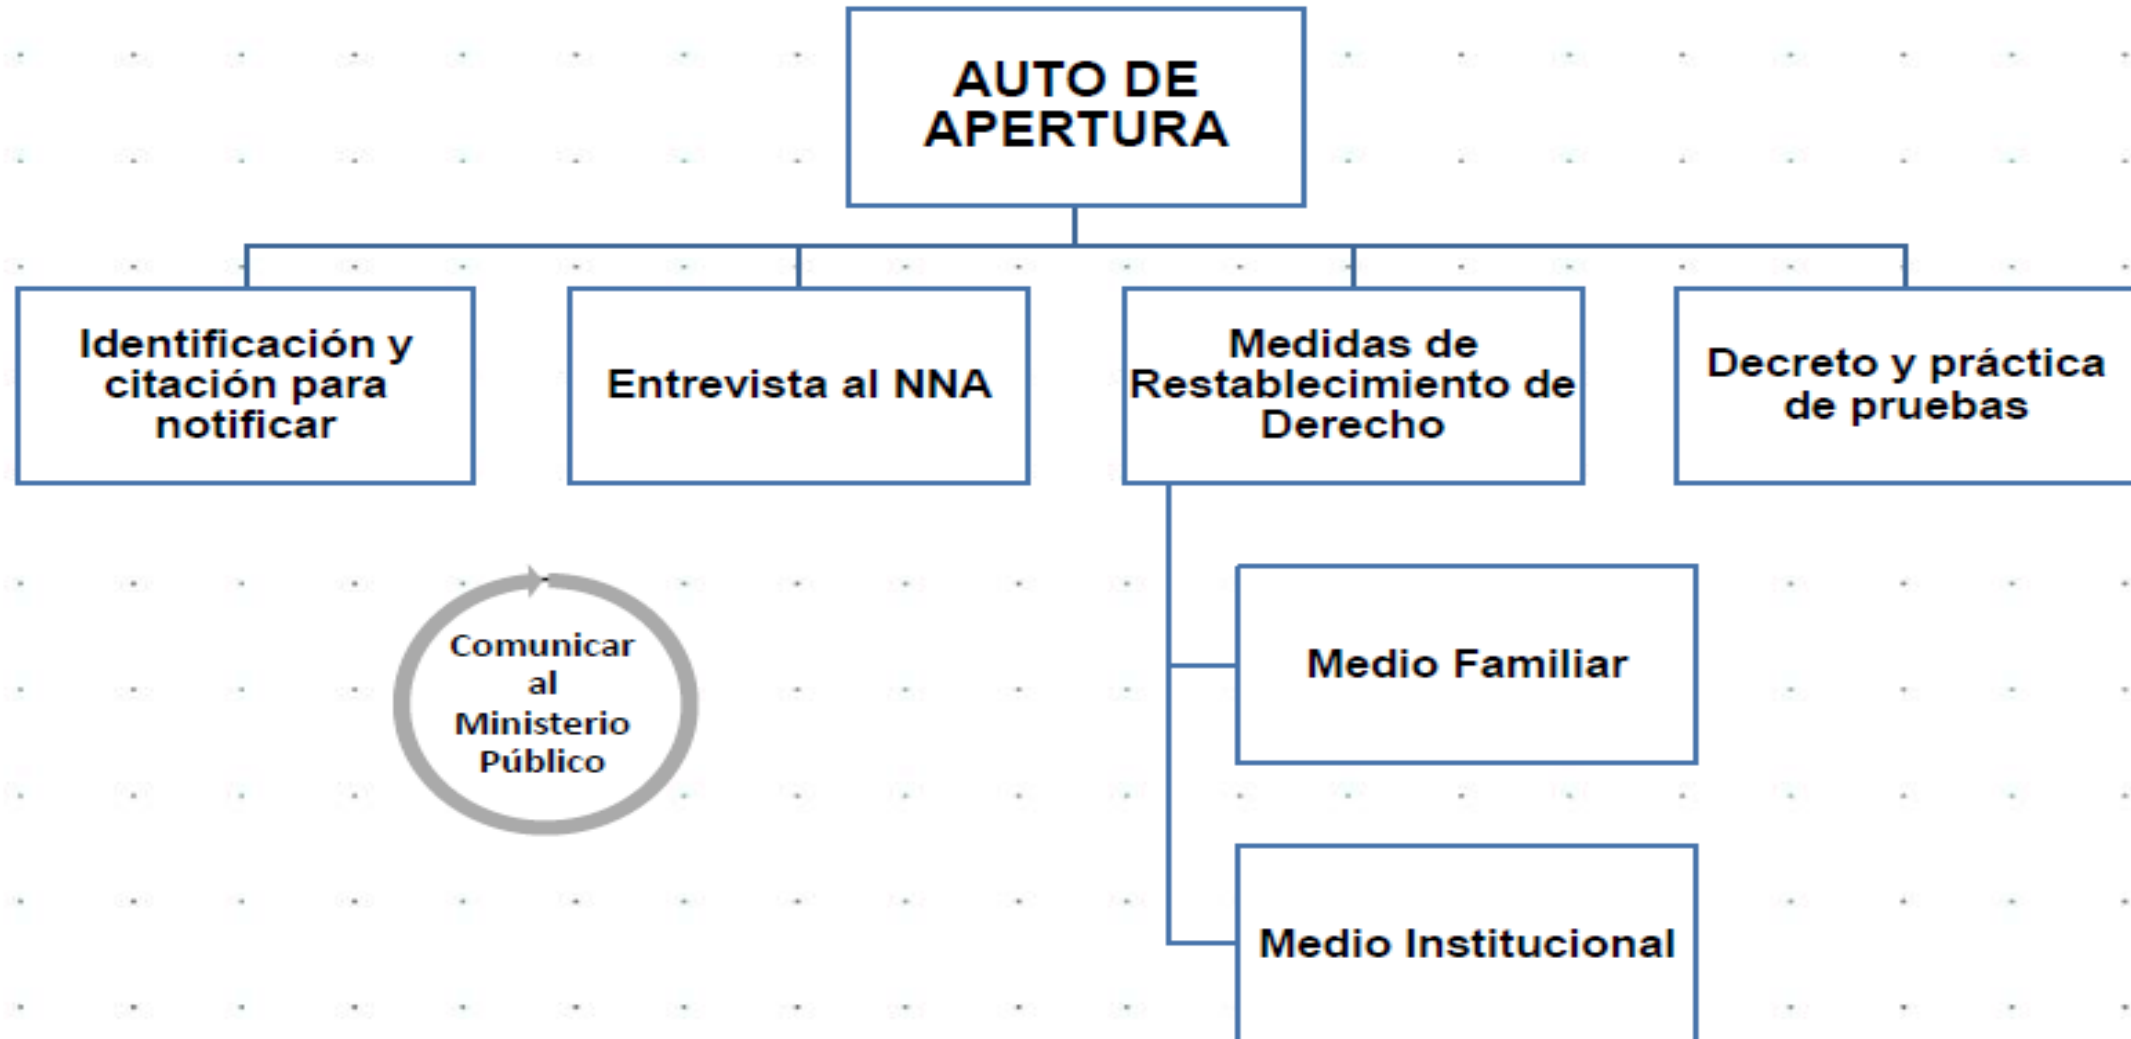 AUTO DE
APERTURA
Identificación y
citación para
notificar
Entrevista al NNA
Medidas de
Restablecimiento de
Derecho
Decreto y práctica
de pruebas
Comunicar
al
Ministerio
Público
Medio Familiar
Medio Institucional